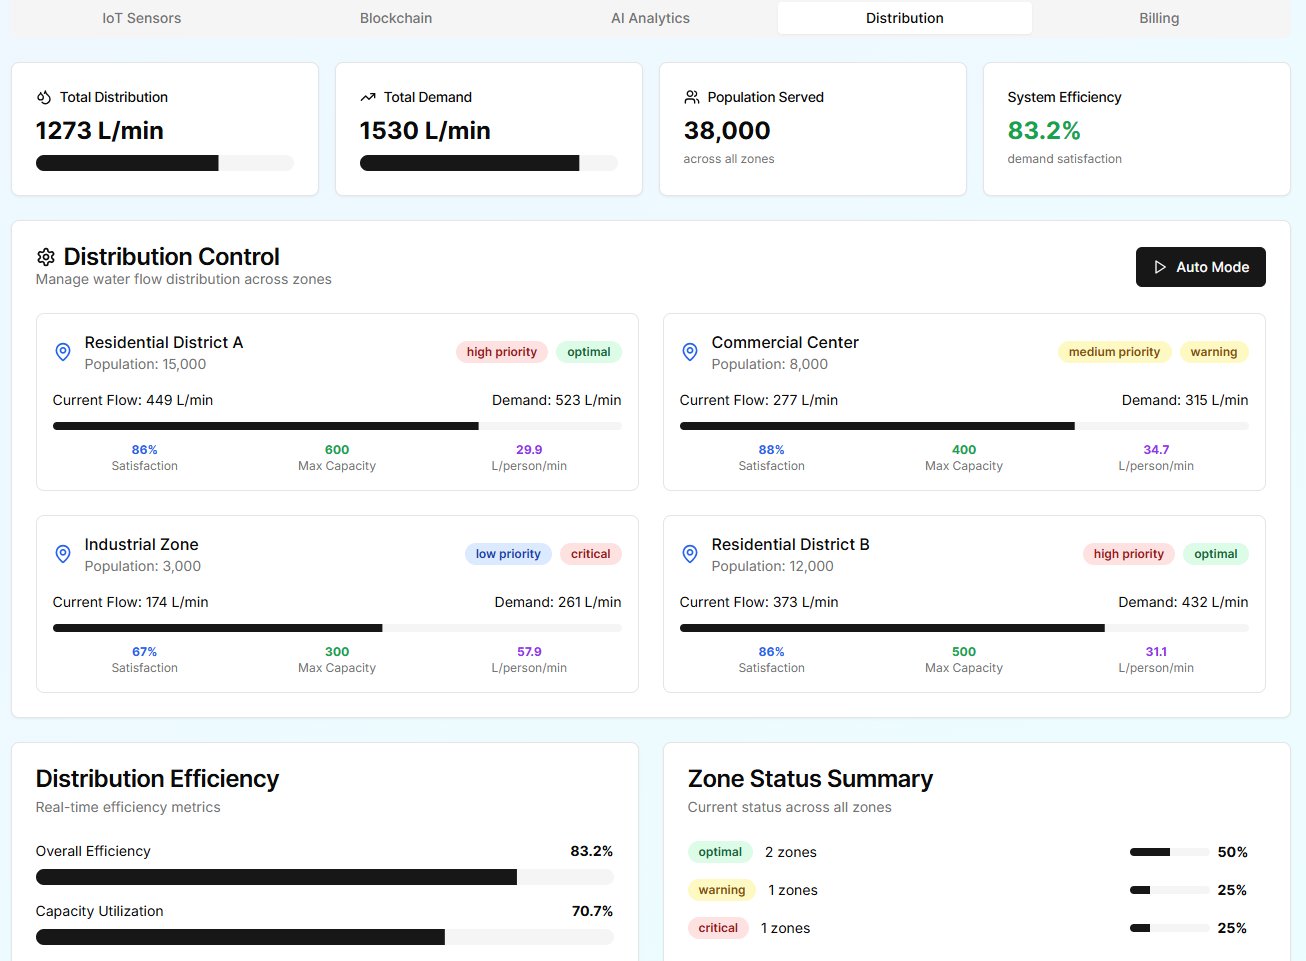 IoT Sensors
Blockchain
AI Analytics
Distribution
Billing
Total Distribution
1273 L/min
Total Demand
1530 L/min
Population Served
38,000
across all zones
System Efficiency
83.2%
demand satisfaction
Distribution Control
Manage water flow distribution across zones
Auto Mode
Residential District A
Population: 15,000
high priority
optimal
Current Flow: 449 L/min
Demand: 523 L/min
86%
Satisfaction
600
Max Capacity
29.9
L/person/min
Commercial Center
Population: 8,000
medium priority
warning
Current Flow: 277 L/min
Demand: 315 L/min
88%
Satisfaction
400
Max Capacity
34.7
L/person/min
Industrial Zone
Population: 3,000
low priority
critical
Current Flow: 174 L/min
Demand: 261 L/min
67%
Satisfaction
300
Max Capacity
57.9
L/person/min
Residential District B
Population: 12,000
high priority
optimal
Current Flow: 373 L/min
Demand: 432 L/min
86%
Satisfaction
500
Max Capacity
31.1
L/person/min
Distribution Efficiency
Real-time efficiency metrics
Overall Efficiency
83.2%
Capacity Utilization
70.7%
Zone Status Summary
Current status across all zones
optimal
2 zones
50%
warning
1 zones
25%
critical
1 zones
25%